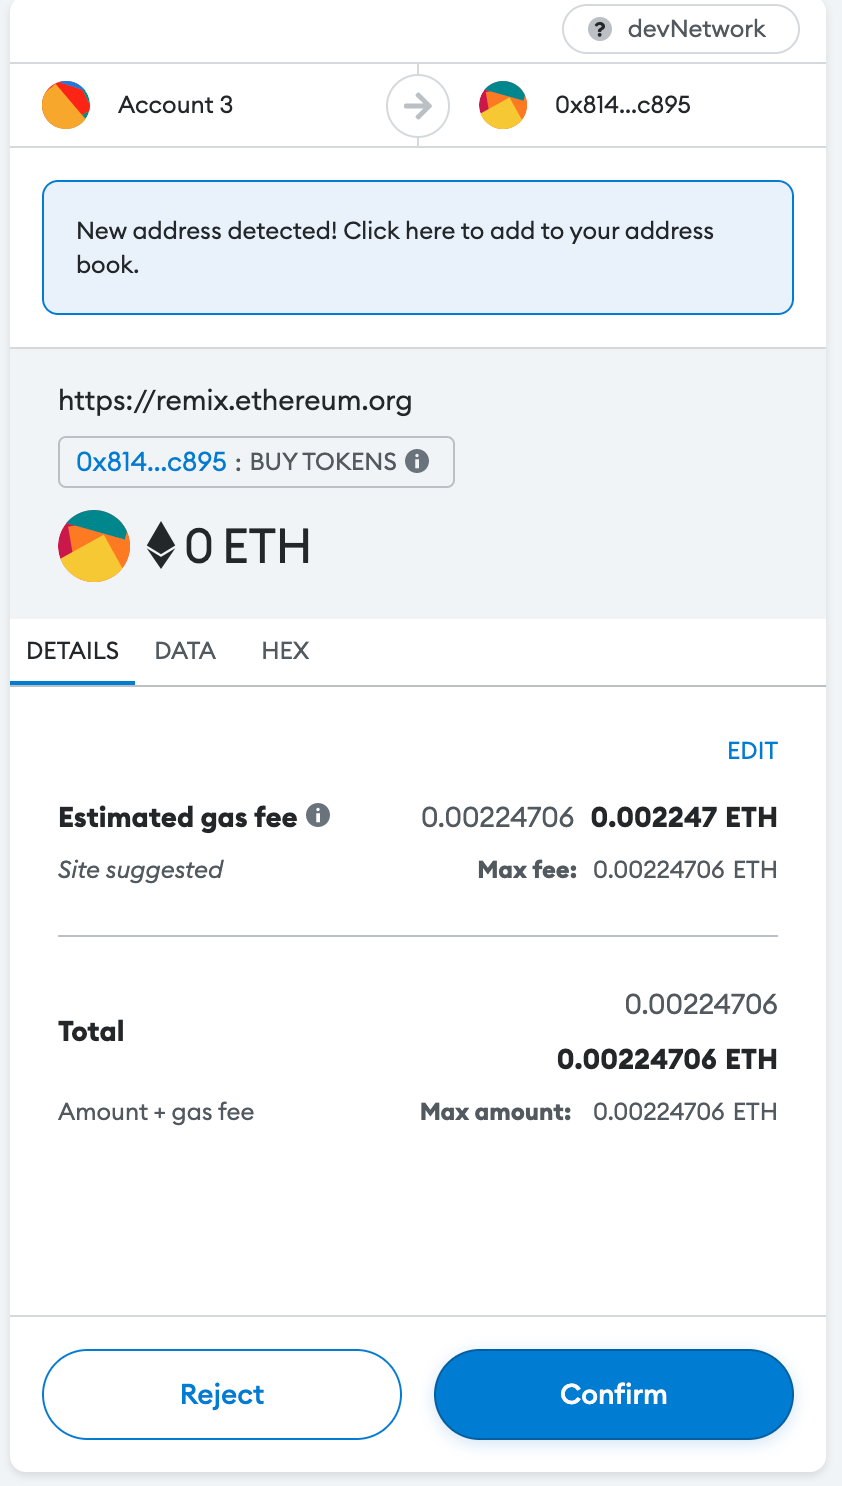 ? devNetwork
Account 3
0x814...c895
New address detected! Click here to add to your address
book.
https://remix.ethereum.org
0x814...c895 : BUY TOKENS i
0 ETH
DETAILS DATA HEX
EDIT
Estimated gas fee i 0.00224706 0.002247 ETH
Site suggested Max fee: 0.00224706 ETH
0.00224706
Total
0.00224706 ETH
Amount + gas fee Max amount: 0.00224706 ETH
Reject Confirm